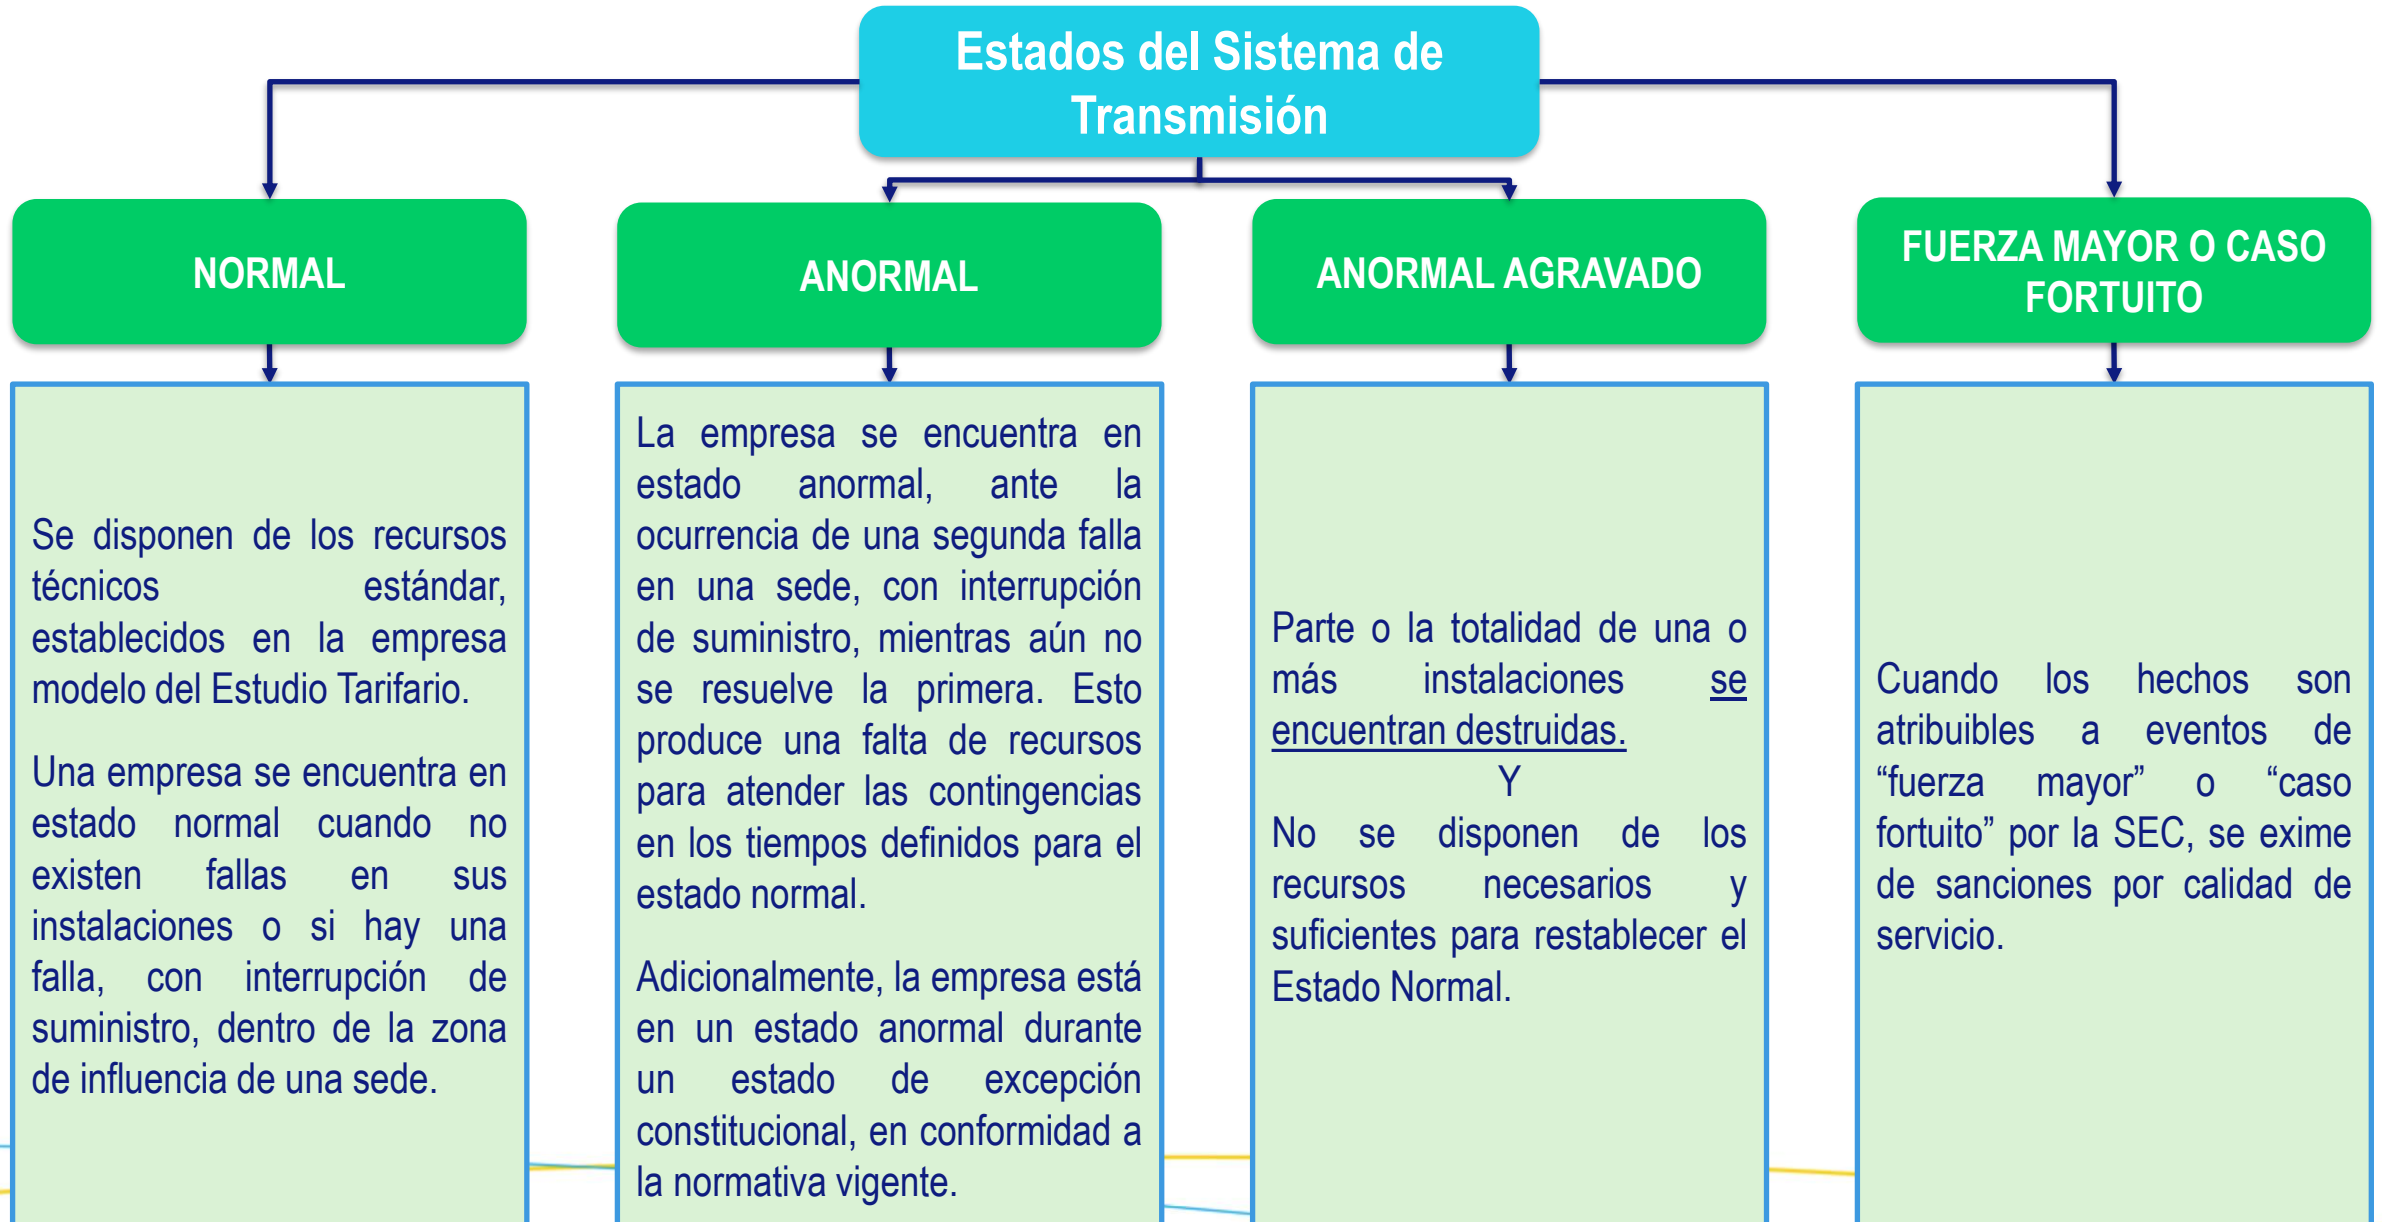 Estados del Sistema de
Transmisión
NORMAL
Se disponen de los recursos
técnicos estándar,
establecidos en la empresa
modelo del Estudio Tarifario.
Una empresa se encuentra en
estado normal cuando no
existen fallas en sus
instalaciones o si hay una
falla, con interrupción de
suministro, dentro de la zona
de influencia de una sede.
ANORMAL
La empresa se encuentra en
estado anormal, ante la
ocurrencia de una segunda falla
en una sede, con interrupción
de suministro, mientras aún no
se resuelve la primera. Esto
produce una falta de recursos
para atender las contingencias
en los tiempos definidos para el
estado normal.
Adicionalmente, la empresa está
en un estado anormal durante
un estado de excepción
constitucional, en conformidad a
la normativa vigente.
ANORMAL AGRAVADO
Parte o la totalidad de una o
más instalaciones se
encuentran destruidas.
Y
No se disponen de los
recursos necesarios y
suficientes para restablecer el
Estado Normal.
FUERZA MAYOR O CASO
FORTUITO
Cuando los hechos son
atribuibles a eventos de
“fuerza mayor” o “caso
fortuito” por la SEC, se exime
de sanciones por calidad de
servicio.